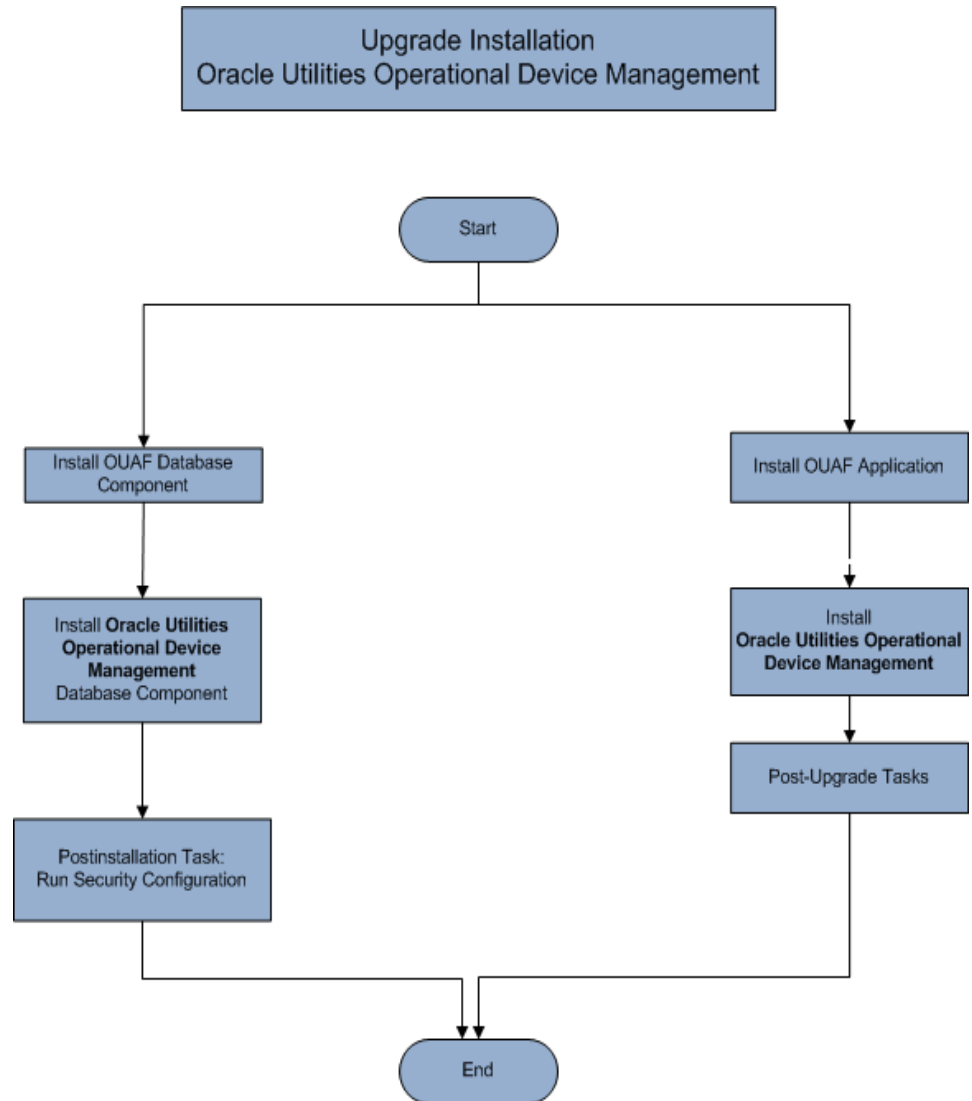 Upgrade Installation
Oracle Utilities Operational Device Management
Start
Install OUAF Database
Component
Install Oracle Utilities
Operational Device
Management
Database Component
Postinstallation Task:
Run Security Configuration
Install OUAF Application
Install
Oracle Utilities Operational
Device Management
Post-Upgrade Tasks
End